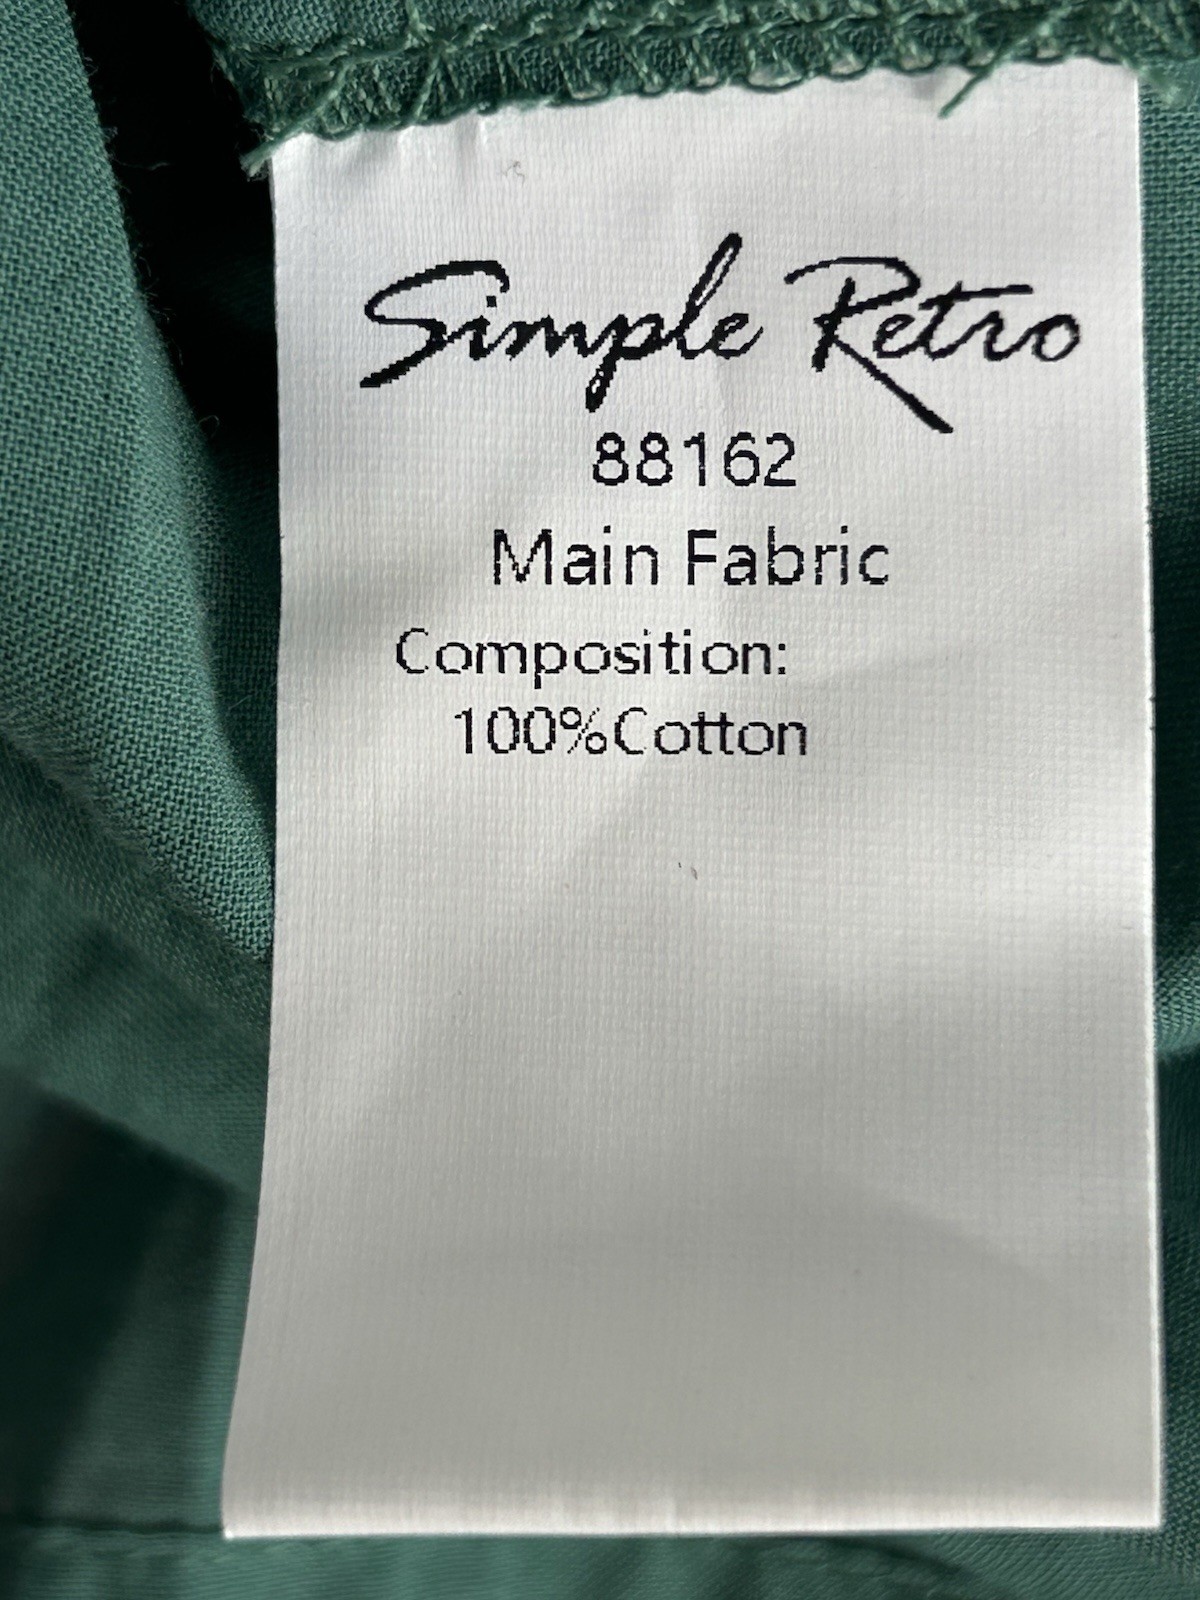 Simple Retro
88162
Main Fabric
Composition:
100%Cotton